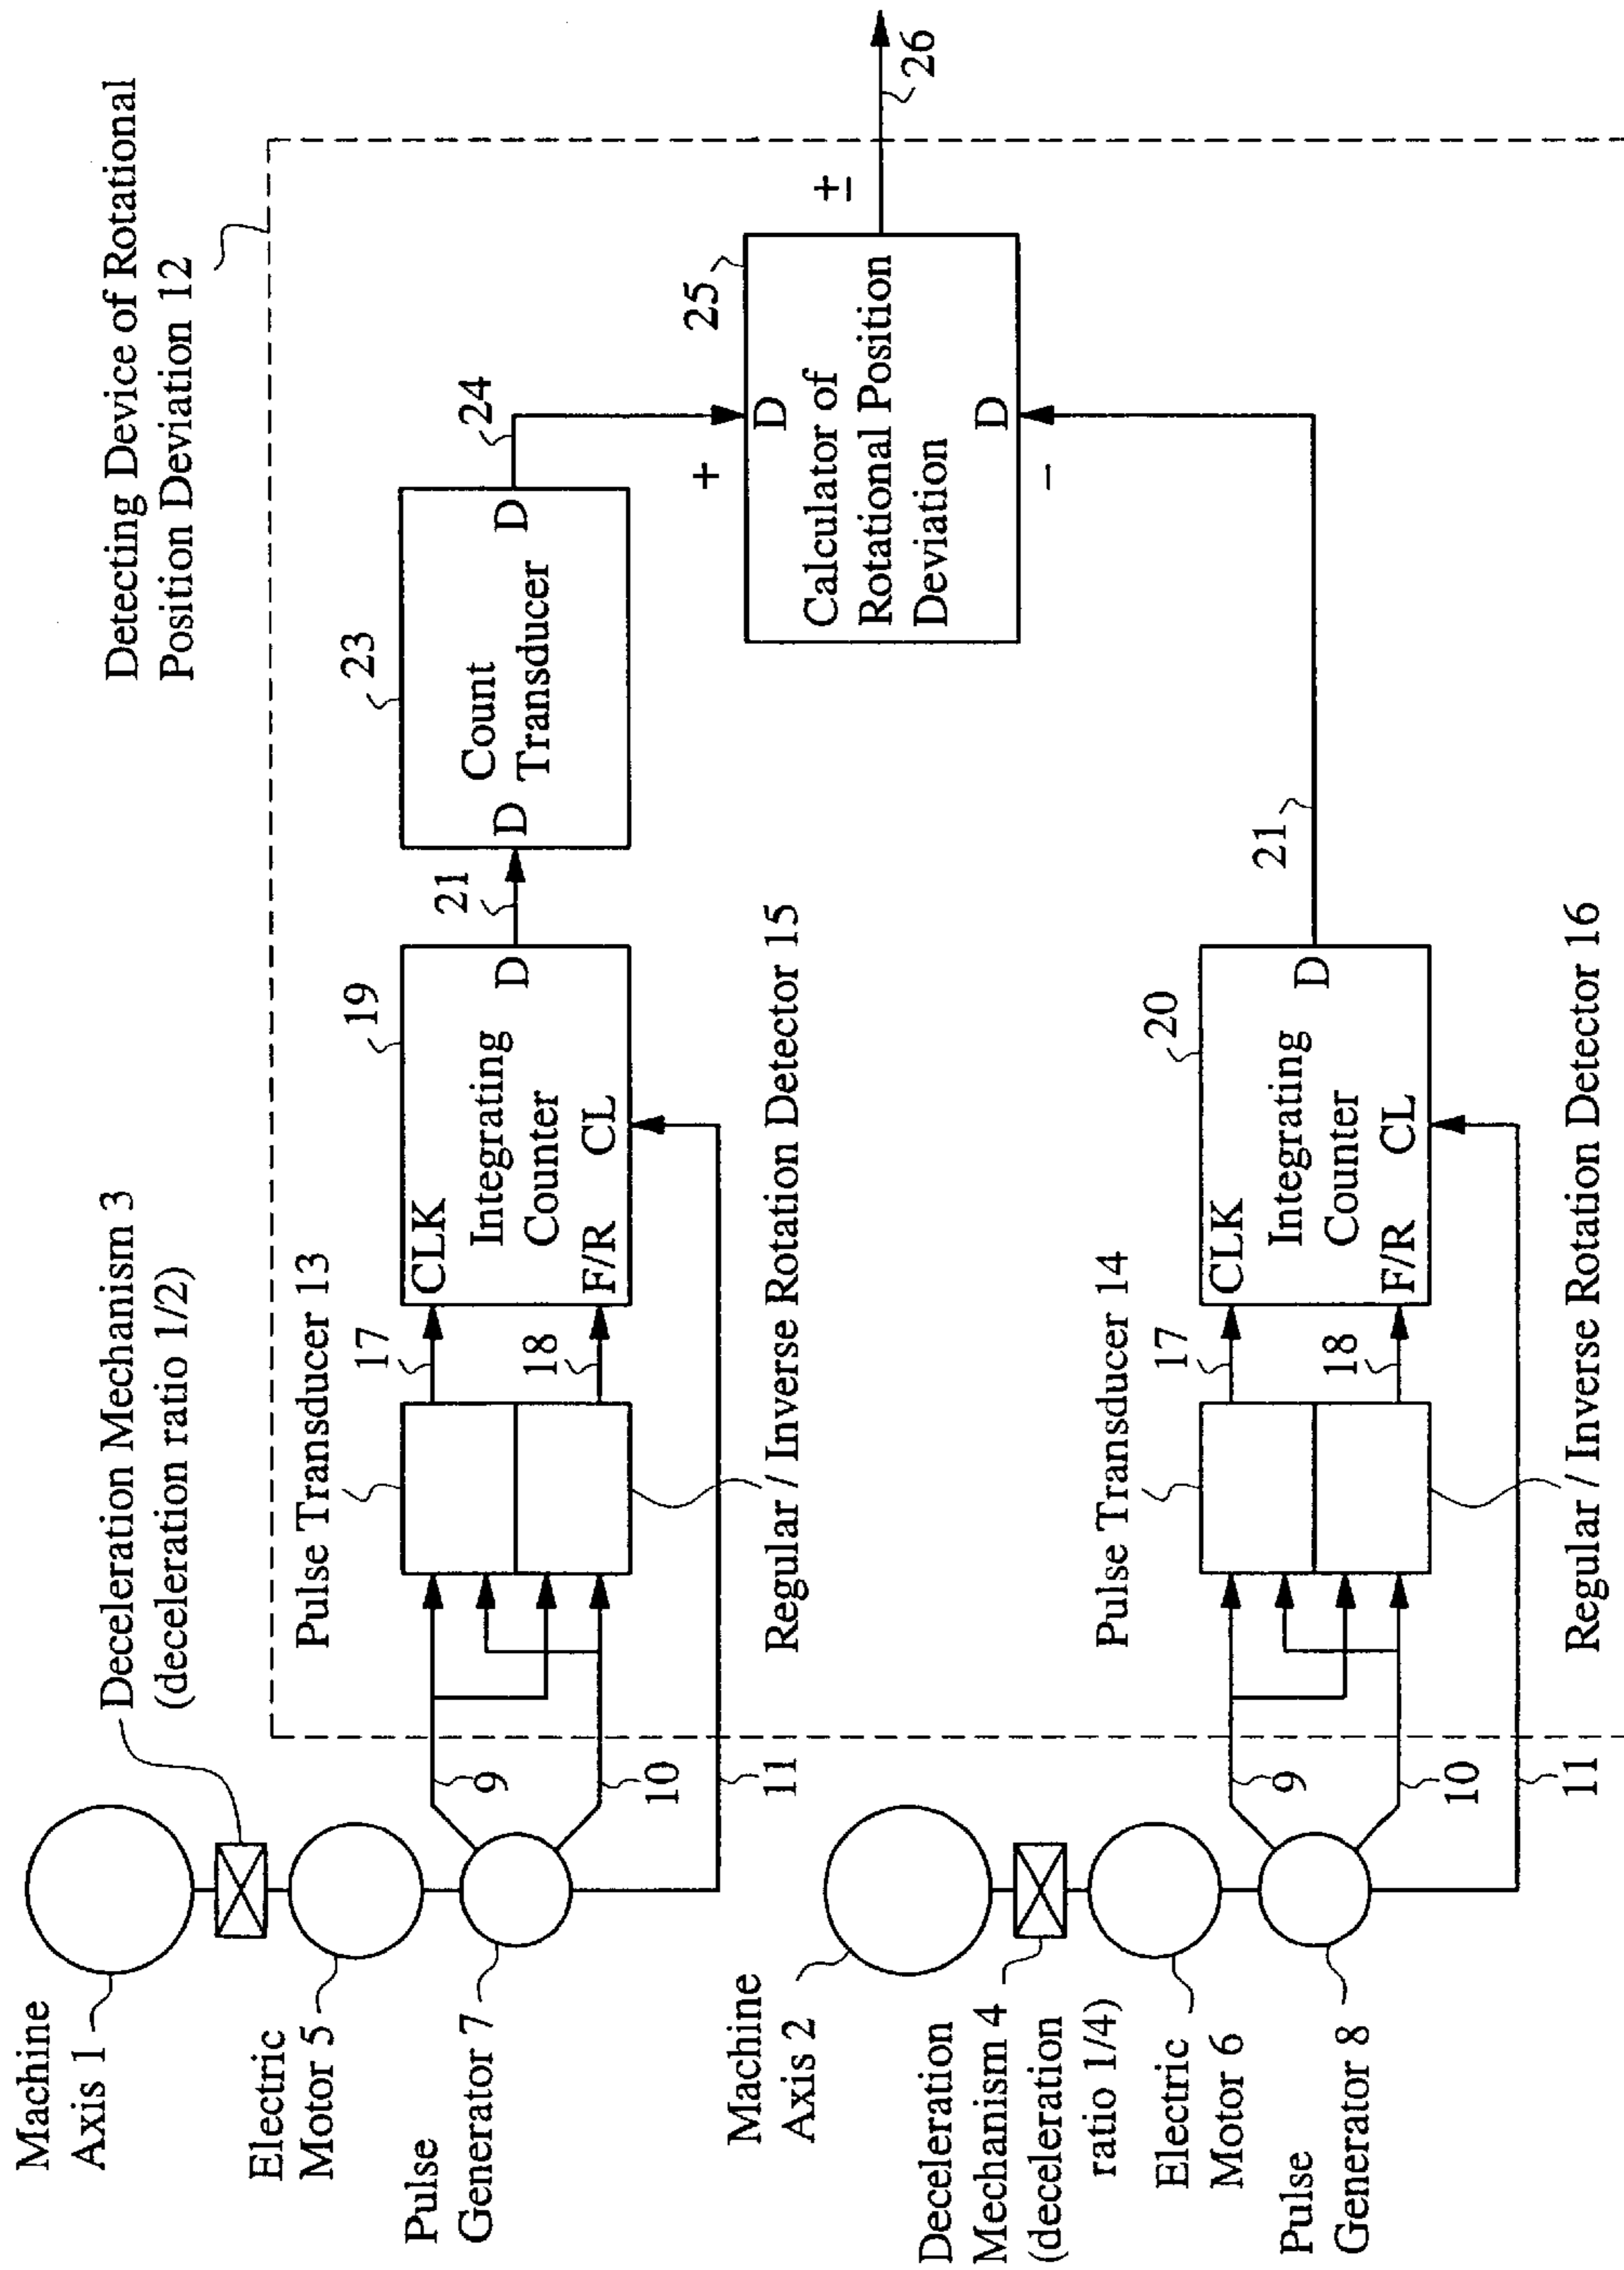 Detecting Device of Rotational
Position Deviation 12
Machine
Axis 1
Deceleration Mechanism 3
(deceleration ratio 1/2)
Electric
Motor 5
Pulse
Generator 7
9
10
11
Pulse Transducer 13
17
18
Regular / Inverse Rotation Detector 15
19
CLK
Integrating
Counter
D
F/R
CL
21
23
D
Count
Transducer
D
24
+
25
D
Calculator of
Rotational Position
Deviation
D
−
±
26
Machine
Axis 2
Deceleration
Mechanism 4
(deceleration
ratio 1/4)
Electric
Motor 6
Pulse
Generator 8
9
10
11
Pulse Transducer 14
17
18
Regular / Inverse Rotation Detector 16
20
CLK
Integrating
Counter
D
F/R
CL
21